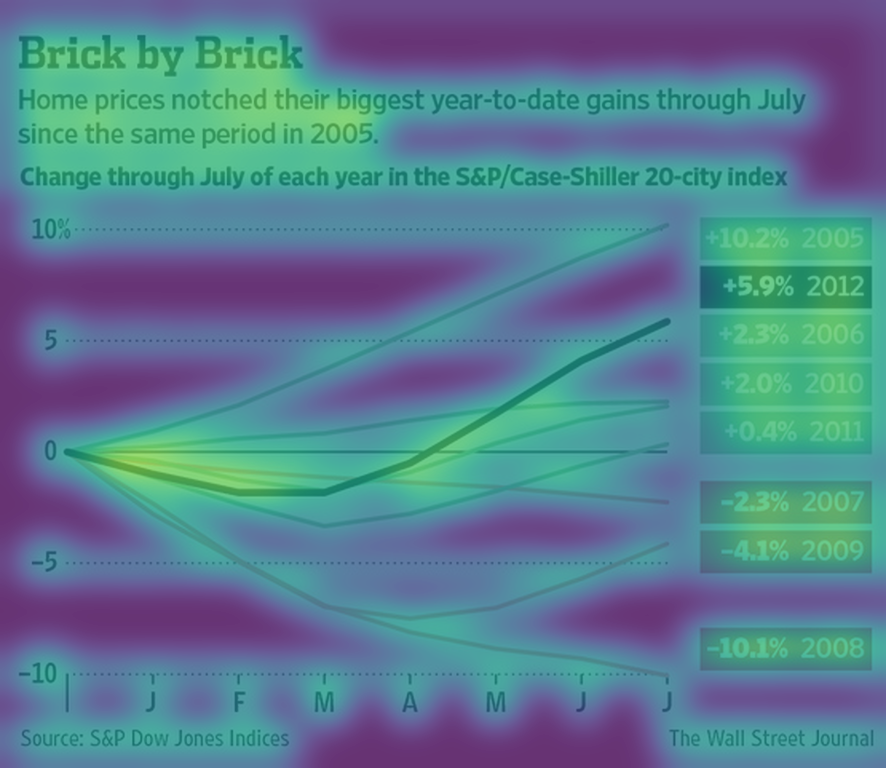 Brick by Brick
Home prices notched their biggest year-to-date gains through July
since the same period in 2005.
Change through July of each year in the S&P/Case-Shiller 20-city index
10%
5
0
–5
–10
+10.2% 2005
+5.9% 2012
+2.3% 2006
+2.0% 2010
+0.4% 2011
–2.3% 2007
–4.1% 2009
–10.1% 2008
J F M A M J J
Source: S&P Dow Jones Indices
The Wall Street Journal